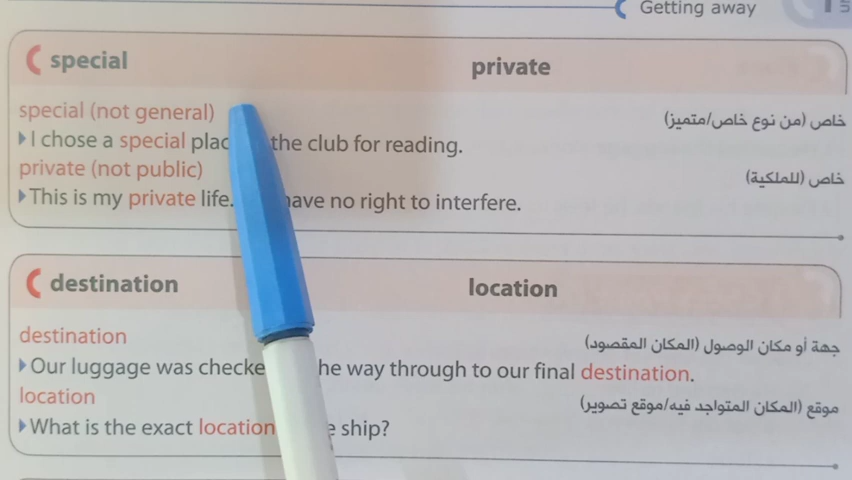 Getting away
special private
special (not general) خاص (من نوع خاص/متميز)
I chose a special the club for reading.
private (not public) خاص (للملكية)
This is my private life. have no right to interfere.
destination location
destination جهة أو مكان الوصول (المكان المقصود)
Our luggage was way through to our final destination.
location موقع (المكان المتواجد فيه/موقع تصوير)
What is the exact location ship?